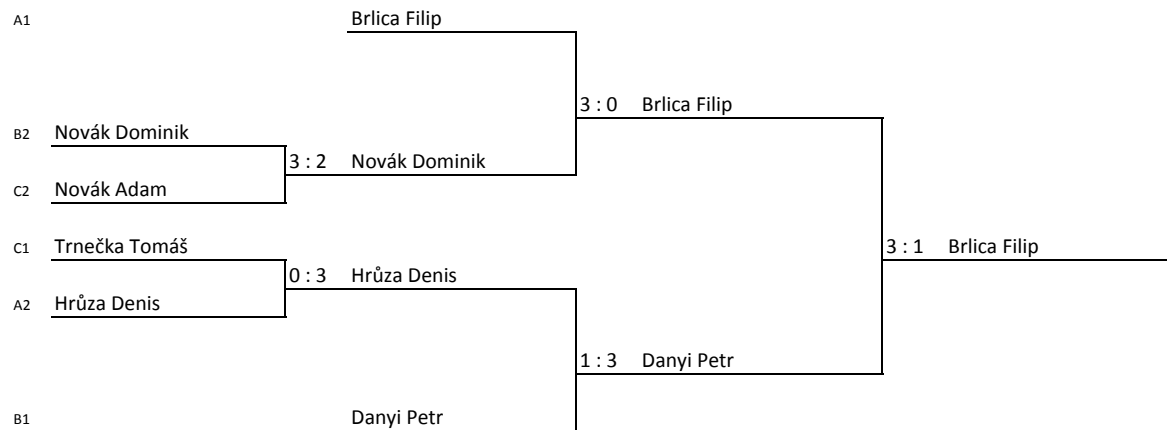 A1 Brlica Filip
3 : 0 Brlica Filip
B2 Novák Dominik
3 : 2 Novák Dominik
C2 Novák Adam
C1 Trnečka Tomáš
3 : 1 Brlica Filip
0 : 3 Hrůza Denis
A2 Hrůza Denis
1 : 3 Danyi Petr
B1 Danyi Petr